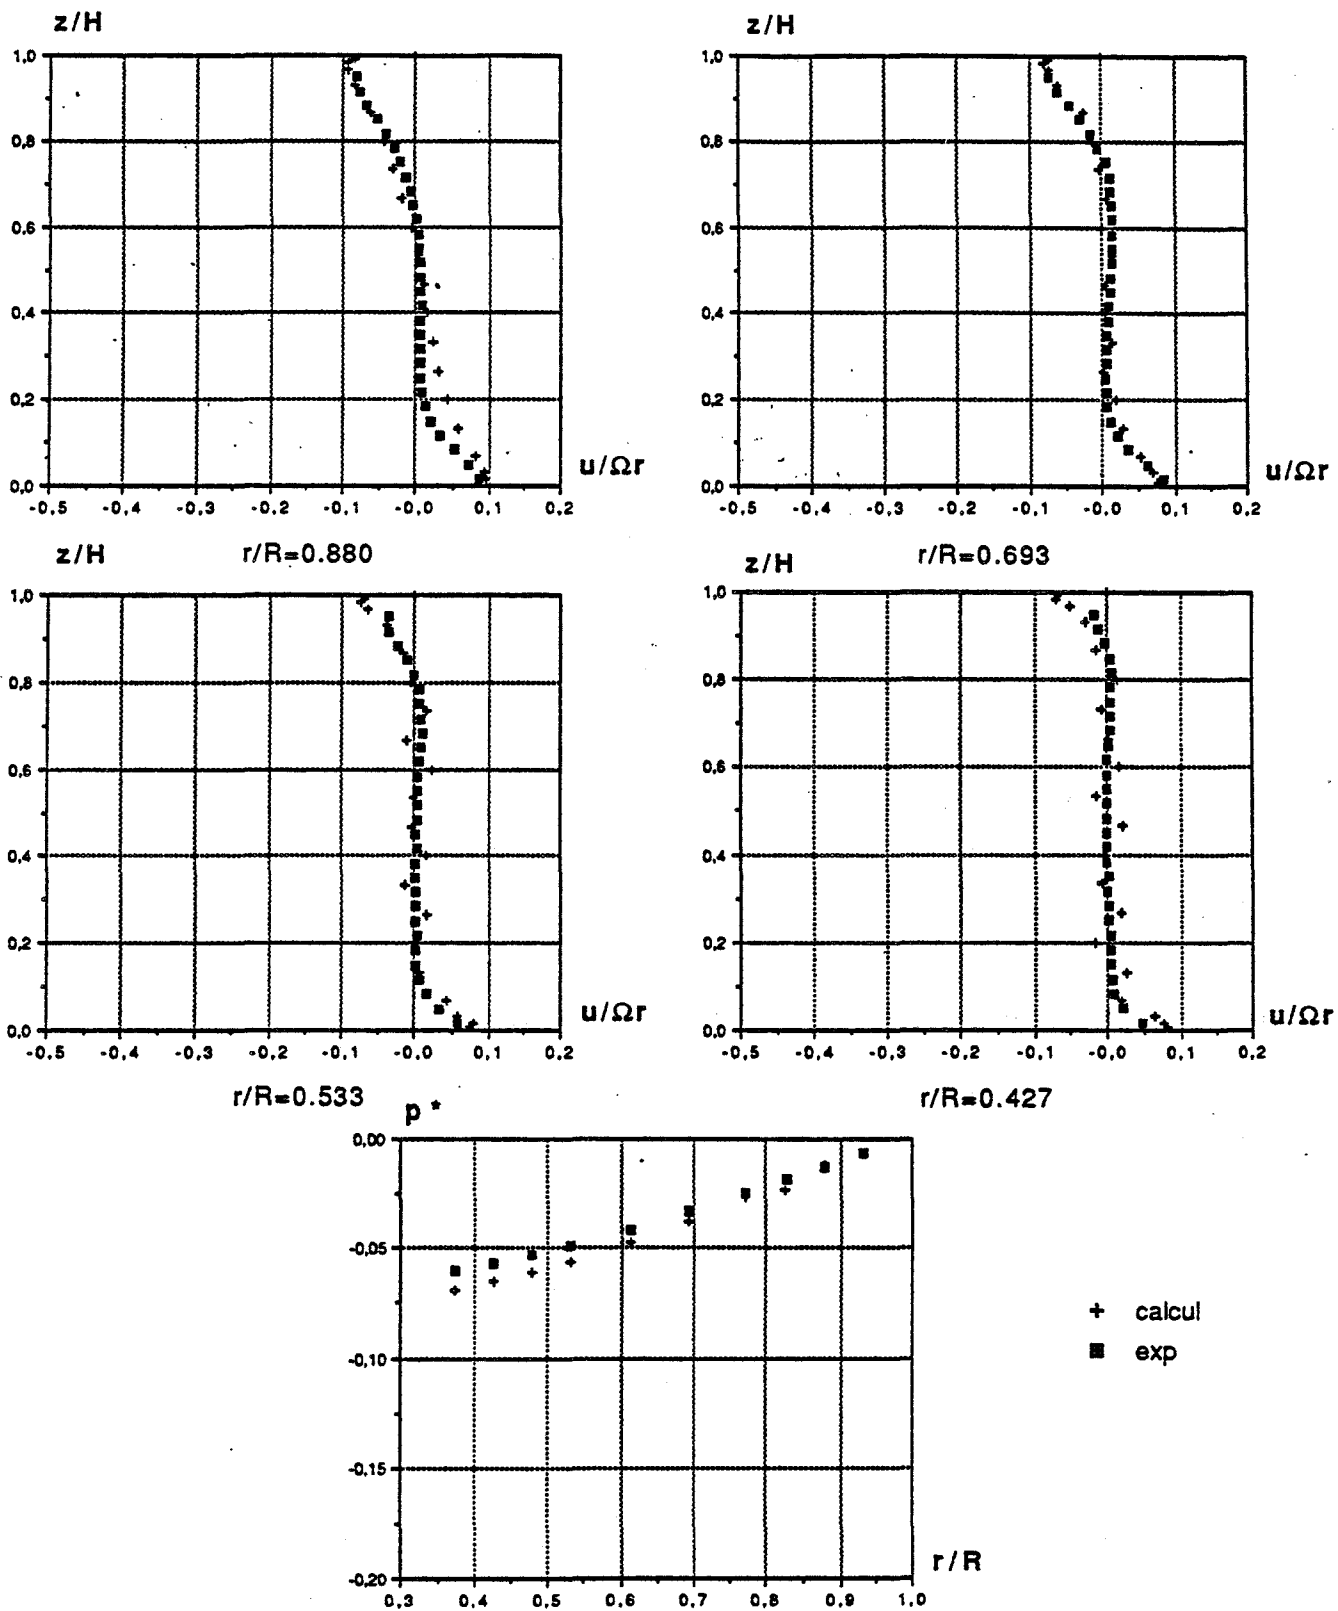 z/H
z/H
1,0
0,8
0,6
0,4
0,2
0,0
-0,5 -0,4 -0,3 -0,2 -0,1 -0,0 0,1 0,2
u/Ωr
1,0
0,8
0,6
0,4
0,2
0,0
-0,5 -0,4 -0,3 -0,2 -0,1 -0,0 0,1 0,2
u/Ωr
r/R=0.880
r/R=0.693
z/H
z/H
1,0
0,8
0,6
0,4
0,2
0,0
-0,5 -0,4 -0,3 -0,2 -0,1 -0,0 0,1 0,2
u/Ωr
1,0
0,8
0,6
0,4
0,2
0,0
-0,5 -0,4 -0,3 -0,2 -0,1 -0,0 0,1 0,2
u/Ωr
r/R=0.533
r/R=0.427
p *
0,00
-0,05
-0,10
-0,15
-0,20
0,3 0,4 0,5 0,6 0,7 0,8 0,9 1,0
r/R
+ calcul
■ exp